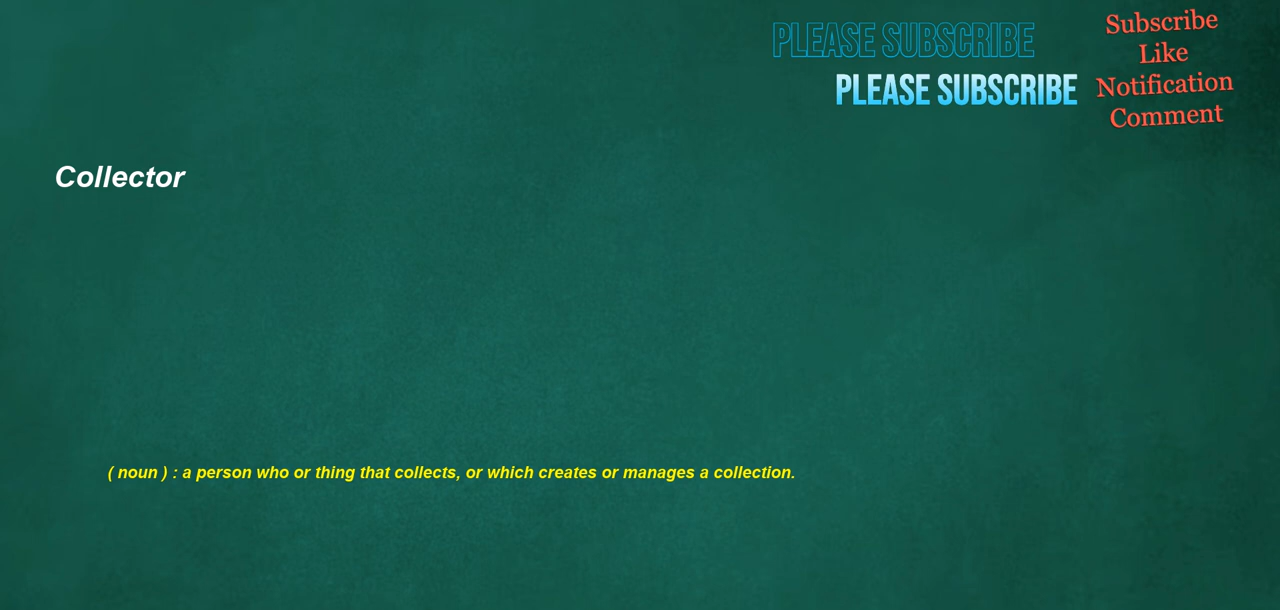 PLEASE SUBSCRIBE
PLEASE SUBSCRIBE
Subscribe
Like
Notification
Comment
Collector
( noun ) : a person who or thing that collects, or which creates or manages a collection.